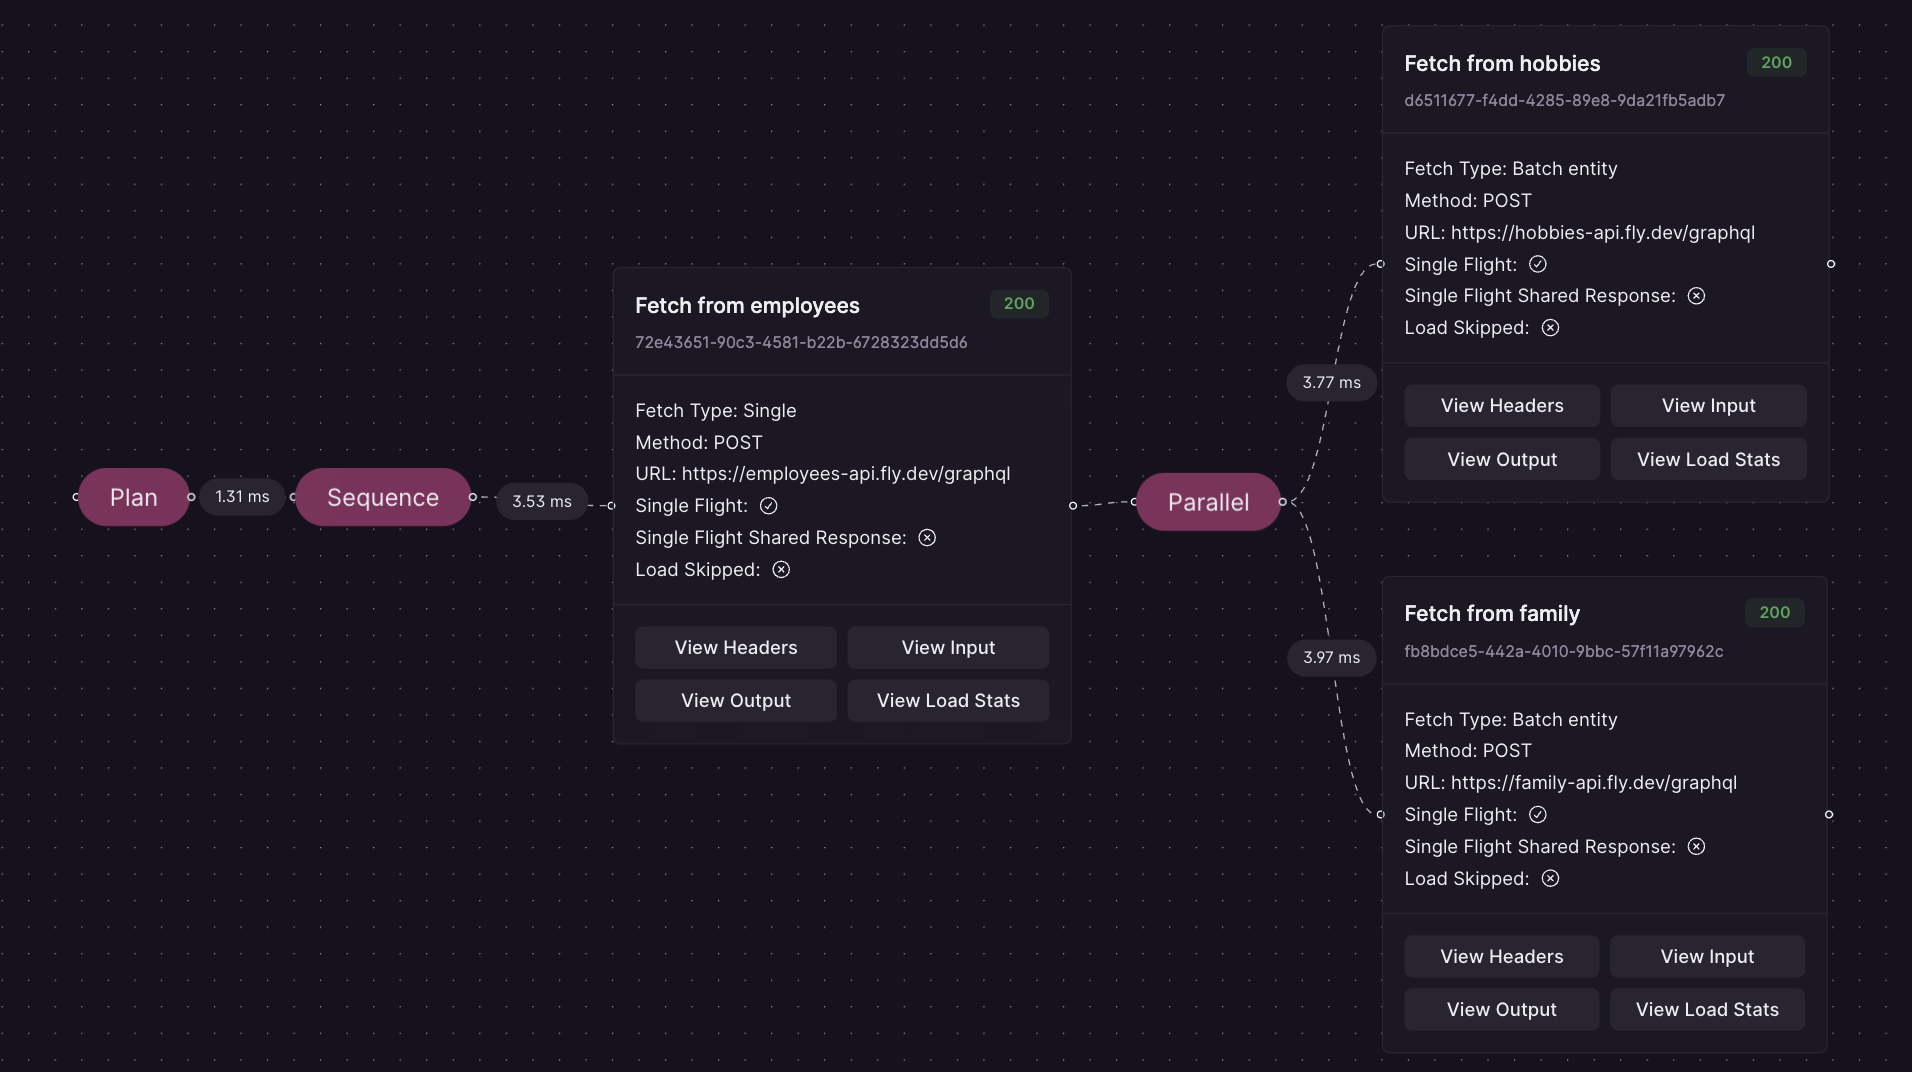 Plan
1.31 ms
Sequence
3.53 ms
Fetch from employees
200
72e43651-90c3-4581-b22b-6728323dd5d6
Fetch Type: Single
Method: POST
URL: https://employees-api.fly.dev/graphql
Single Flight:
Single Flight Shared Response:
Load Skipped:
View Headers
View Input
View Output
View Load Stats
Parallel
3.77 ms
Fetch from hobbies
200
d6511677-f4dd-4285-89e8-9da21fb5adb7
Fetch Type: Batch entity
Method: POST
URL: https://hobbies-api.fly.dev/graphql
Single Flight:
Single Flight Shared Response:
Load Skipped:
View Headers
View Input
View Output
View Load Stats
3.97 ms
Fetch from family
200
fb8bdce5-442a-4010-9bbc-57f11a97962c
Fetch Type: Batch entity
Method: POST
URL: https://family-api.fly.dev/graphql
Single Flight:
Single Flight Shared Response:
Load Skipped:
View Headers
View Input
View Output
View Load Stats